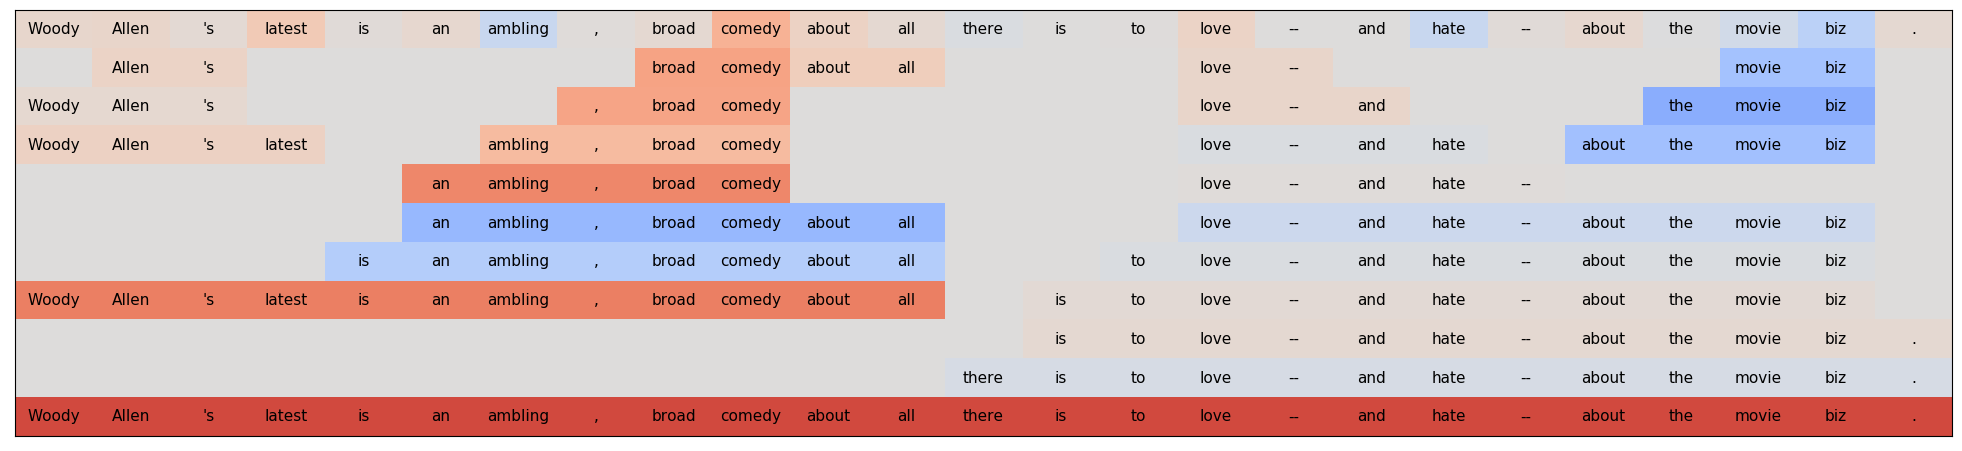 Woody Allen 's latest is an ambling , broad comedy about all there is to love -- and hate -- about the movie biz .
Allen 's broad comedy about all love -- movie biz
Woody Allen 's , broad comedy love -- and the movie biz
Woody Allen 's latest ambling , broad comedy love -- and hate about the movie biz
an ambling , broad comedy love -- and hate --
an ambling , broad comedy about all love -- and hate -- about the movie biz
is an ambling , broad comedy about all to love -- and hate -- about the movie biz
Woody Allen 's latest is an ambling , broad comedy about all is to love -- and hate -- about the movie biz
is to love -- and hate -- about the movie biz .
there is to love -- and hate -- about the movie biz .
Woody Allen 's latest is an ambling , broad comedy about all there is to love -- and hate -- about the movie biz .